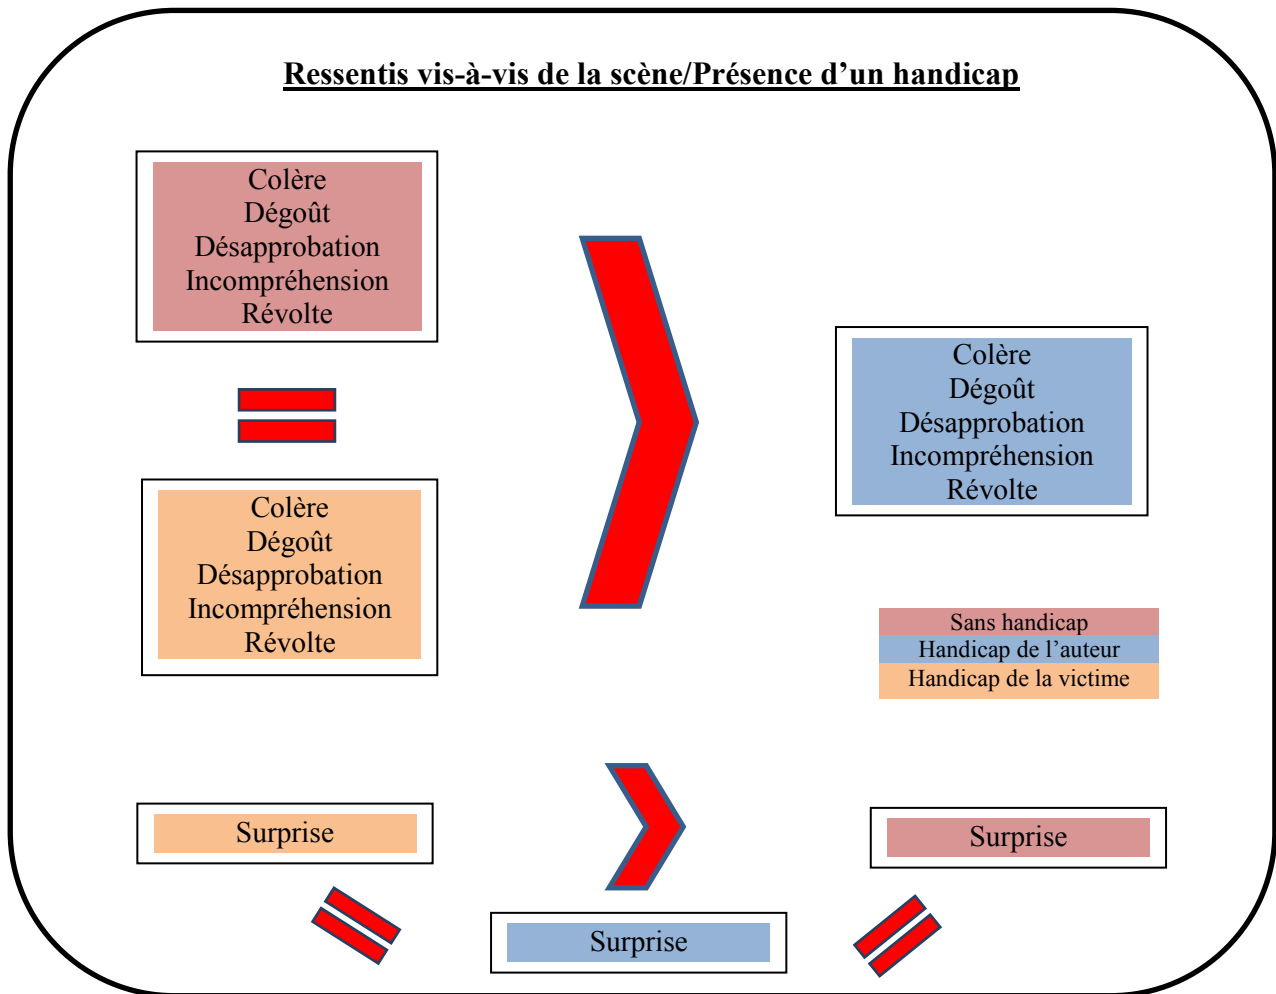 Ressentis vis-à-vis de la scène/Présence d’un handicap
Colère
Dégoût
Désapprobation
Incompréhension
Révolte
Colère
Dégoût
Désapprobation
Incompréhension
Révolte
Colère
Dégoût
Désapprobation
Incompréhension
Révolte
Sans handicap
Handicap de l’auteur
Handicap de la victime
Surprise
Surprise
Surprise